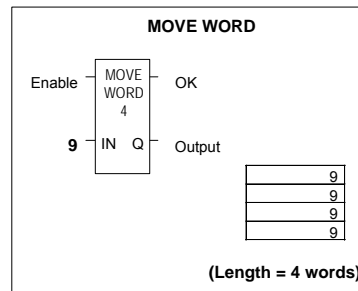 MOVE WORD
Enable MOVE OK
WORD
4
9 IN Q Output
9
9
9
9
(Length = 4 words)